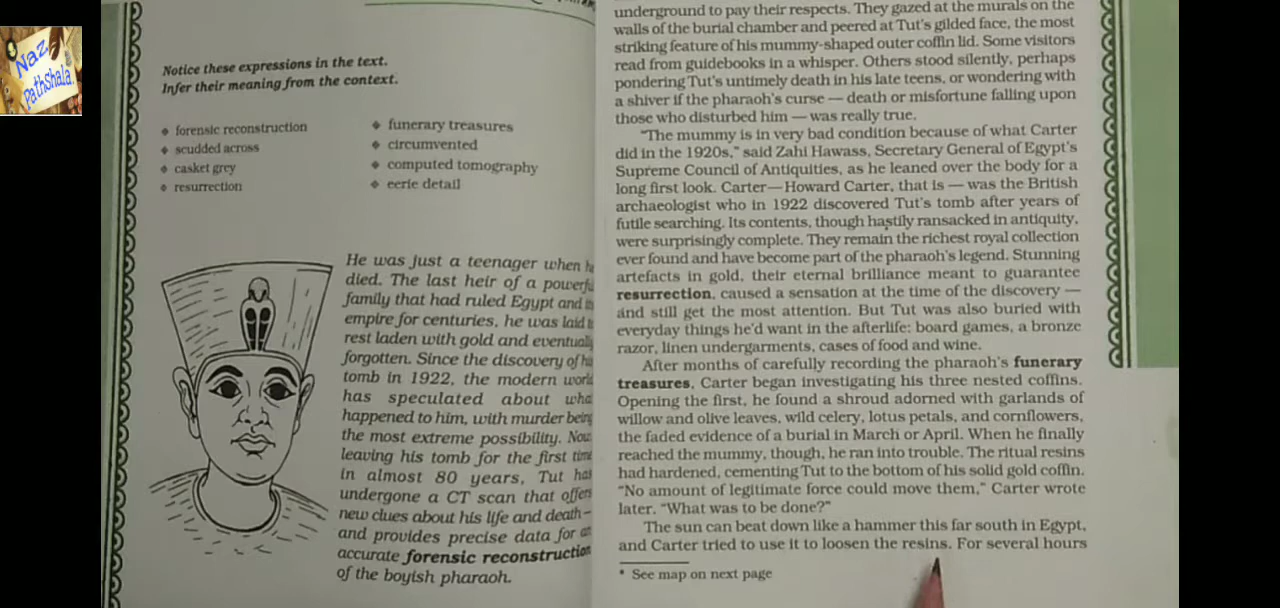 Naz
Pathshala
Notice these expressions in the text.
Infer their meaning from the context.
❖ forensic reconstruction
❖ scudded across
❖ casket grey
❖ resurrection
❖ funerary treasures
❖ circumvented
❖ computed tomography
❖ eerie detail
He was just a teenager when he
died. The last heir of a powerful
family that had ruled Egypt and its
empire for centuries, he was laid to
rest laden with gold and eventually
forgotten. Since the discovery of his
tomb in 1922, the modern world
has speculated about what
happened to him, with murder being
the most extreme possibility. Now,
leaving his tomb for the first time
in almost 80 years, Tut has
undergone a CT scan that offers
new clues about his life and death —
and provides precise data for an
accurate forensic reconstruction
of the boyish pharaoh.
underground to pay their respects. They gazed at the murals on the
walls of the burial chamber and peered at Tut's gilded face, the most
striking feature of his mummy-shaped outer coffin lid. Some visitors
read from guidebooks in a whisper. Others stood silently, perhaps
pondering Tut's untimely death in his late teens, or wondering with
a shiver if the pharaoh's curse — death or misfortune falling upon
those who disturbed him — was really true.
"The mummy is in very bad condition because of what Carter
did in the 1920s," said Zahi Hawass, Secretary General of Egypt's
Supreme Council of Antiquities, as he leaned over the body for a
long first look. Carter—Howard Carter, that is — was the British
archaeologist who in 1922 discovered Tut's tomb after years of
futile searching. Its contents, though hastily ransacked in antiquity,
were surprisingly complete. They remain the richest royal collection
ever found and have become part of the pharaoh's legend. Stunning
artefacts in gold, their eternal brilliance meant to guarantee
resurrection, caused a sensation at the time of the discovery —
and still get the most attention. But Tut was also buried with
everyday things he'd want in the afterlife: board games, a bronze
razor, linen undergarments, cases of food and wine.
After months of carefully recording the pharaoh's funerary
treasures, Carter began investigating his three nested coffins.
Opening the first, he found a shroud adorned with garlands of
willow and olive leaves, wild celery, lotus petals, and cornflowers,
the faded evidence of a burial in March or April. When he finally
reached the mummy, though, he ran into trouble. The ritual resins
had hardened, cementing Tut to the bottom of his solid gold coffin.
"No amount of legitimate force could move them," Carter wrote
later. "What was to be done?"
The sun can beat down like a hammer this far south in Egypt,
and Carter tried to use it to loosen the resins. For several hours
* See map on next page